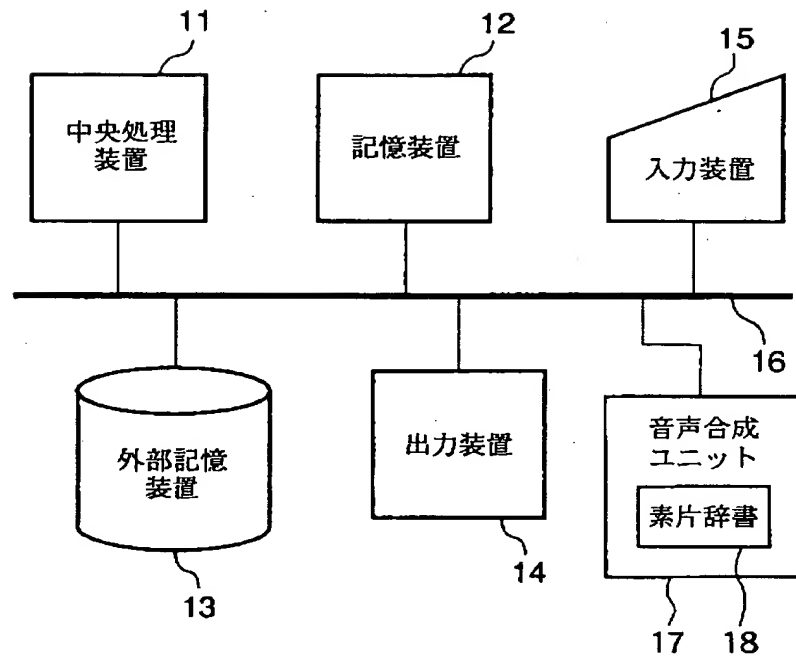 11
中央処理
装置
12
記憶装置
15
入力装置
16
外部記憶
装置
13
出力装置
14
音声合成
ユニット
素片辞書
17
18